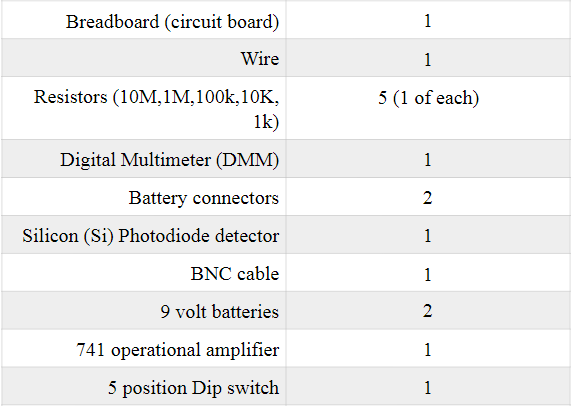 Breadboard (circuit board) 1
Wire 1
Resistors (10M,1M,100k,10K, 5 (1 of each)
1k)
Digital Multimeter (DMM) 1
Battery connectors 2
Silicon (Si) Photodiode detector 1
BNC cable 1
9 volt batteries 2
741 operational amplifier 1
5 position Dip switch 1